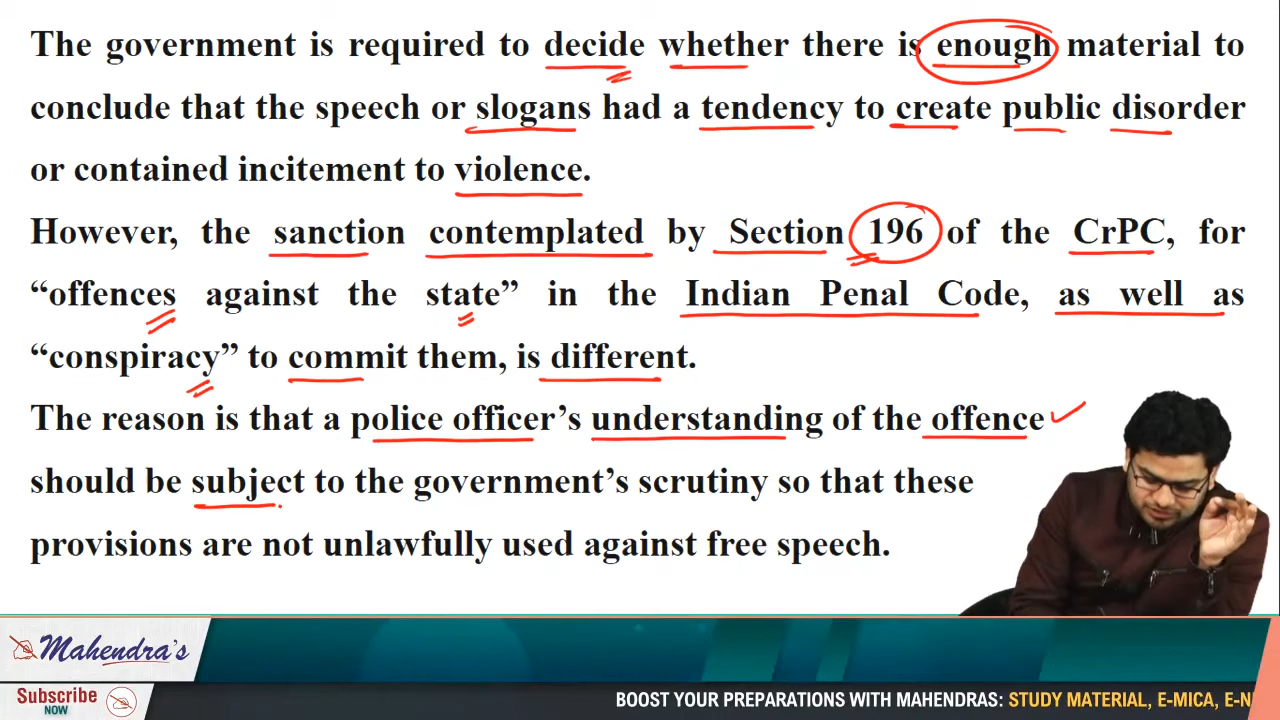 The government is required to decide whether there is enough material to
conclude that the speech or slogans had a tendency to create public disorder
or contained incitement to violence.
However, the sanction contemplated by Section 196 of the CrPC, for
“offences against the state” in the Indian Penal Code, as well as
“conspiracy” to commit them, is different.
The reason is that a police officer’s understanding of the offence
should be subject to the government’s scrutiny so that these
provisions are not unlawfully used against free speech.
Mahendra's
Subscribe
NOW
BOOST YOUR PREPARATIONS WITH MAHENDRAS: STUDY MATERIAL, E-MICA, E-N